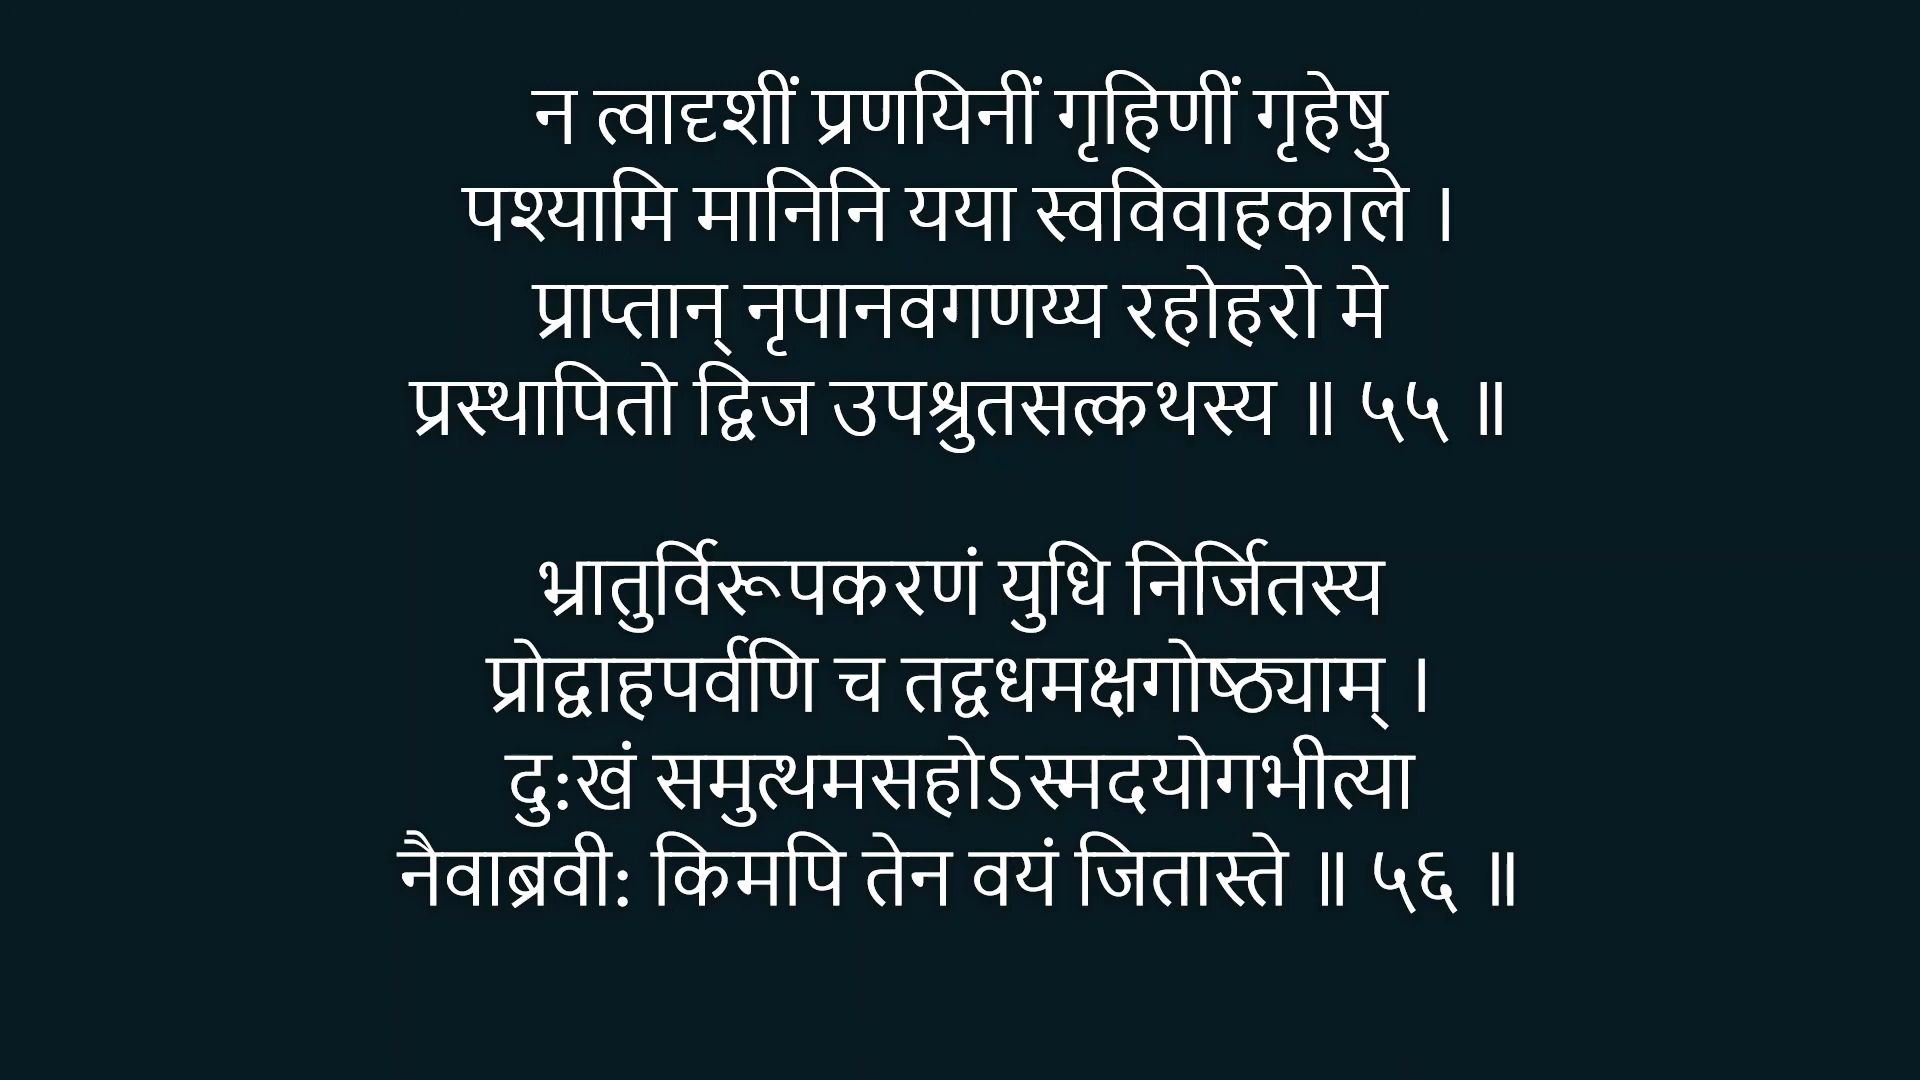 न त्वादृशीं प्रणयिनीं गृहिणीं गृहेषु
पश्यामि मानिनि यया स्वविवाहकाले ।
प्राप्तान् नृपानवगणय्य रहोहरो मे
प्रस्थापितो द्विज उपश्रुतसत्कथस्य ॥ ५५ ॥
भ्रातुर्विरूपकरणं युधि निर्जितस्य
प्रोद्वाहपर्वणि च तद्वधमक्षगोष्ठ्याम् ।
दु:खं समुत्थमसहोऽस्मदयोगभीत्या
नैवाब्रवी: किमपि तेन वयं जितास्ते ॥ ५६ ॥